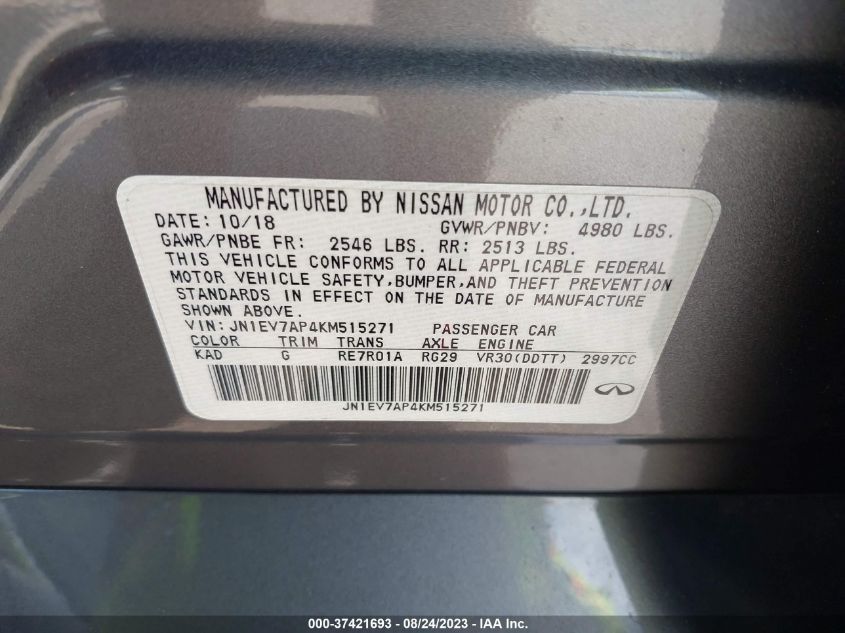 MANUFACTURED BY NISSAN MOTOR CO.,LTD.
DATE: 10/18 GVWR/PNBV: 4980 LBS.
GAWR/PNBE FR: 2546 LBS. RR: 2513 LBS.
THIS VEHICLE CONFORMS TO ALL APPLICABLE FEDERAL
MOTOR VEHICLE SAFETY,BUMPER,AND THEFT PREVENTION
STANDARDS IN EFFECT ON THE DATE OF MANUFACTURE
SHOWN ABOVE.
VIN:JN1EV7AP4KM515271 PASSENGER CAR
COLOR TRIM TRANS AXLE ENGINE
KAD G RE7R01A RG29 VR30(DDTT) 2997CC
JN1EV7AP4KM515271
000-37421693 - 08/24/2023 - IAA Inc.